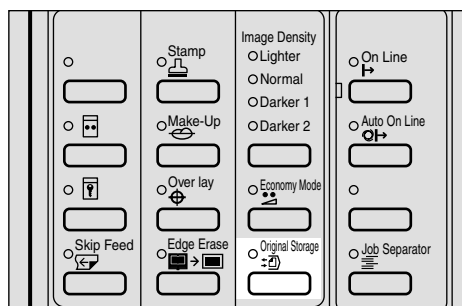 Stamp
Image Density
Lighter
Normal
Darker 1
Darker 2
On Line
Make-Up
Auto On Line
Over lay
Economy Mode
Skip Feed
Edge Erase
Original Storage
Job Separator